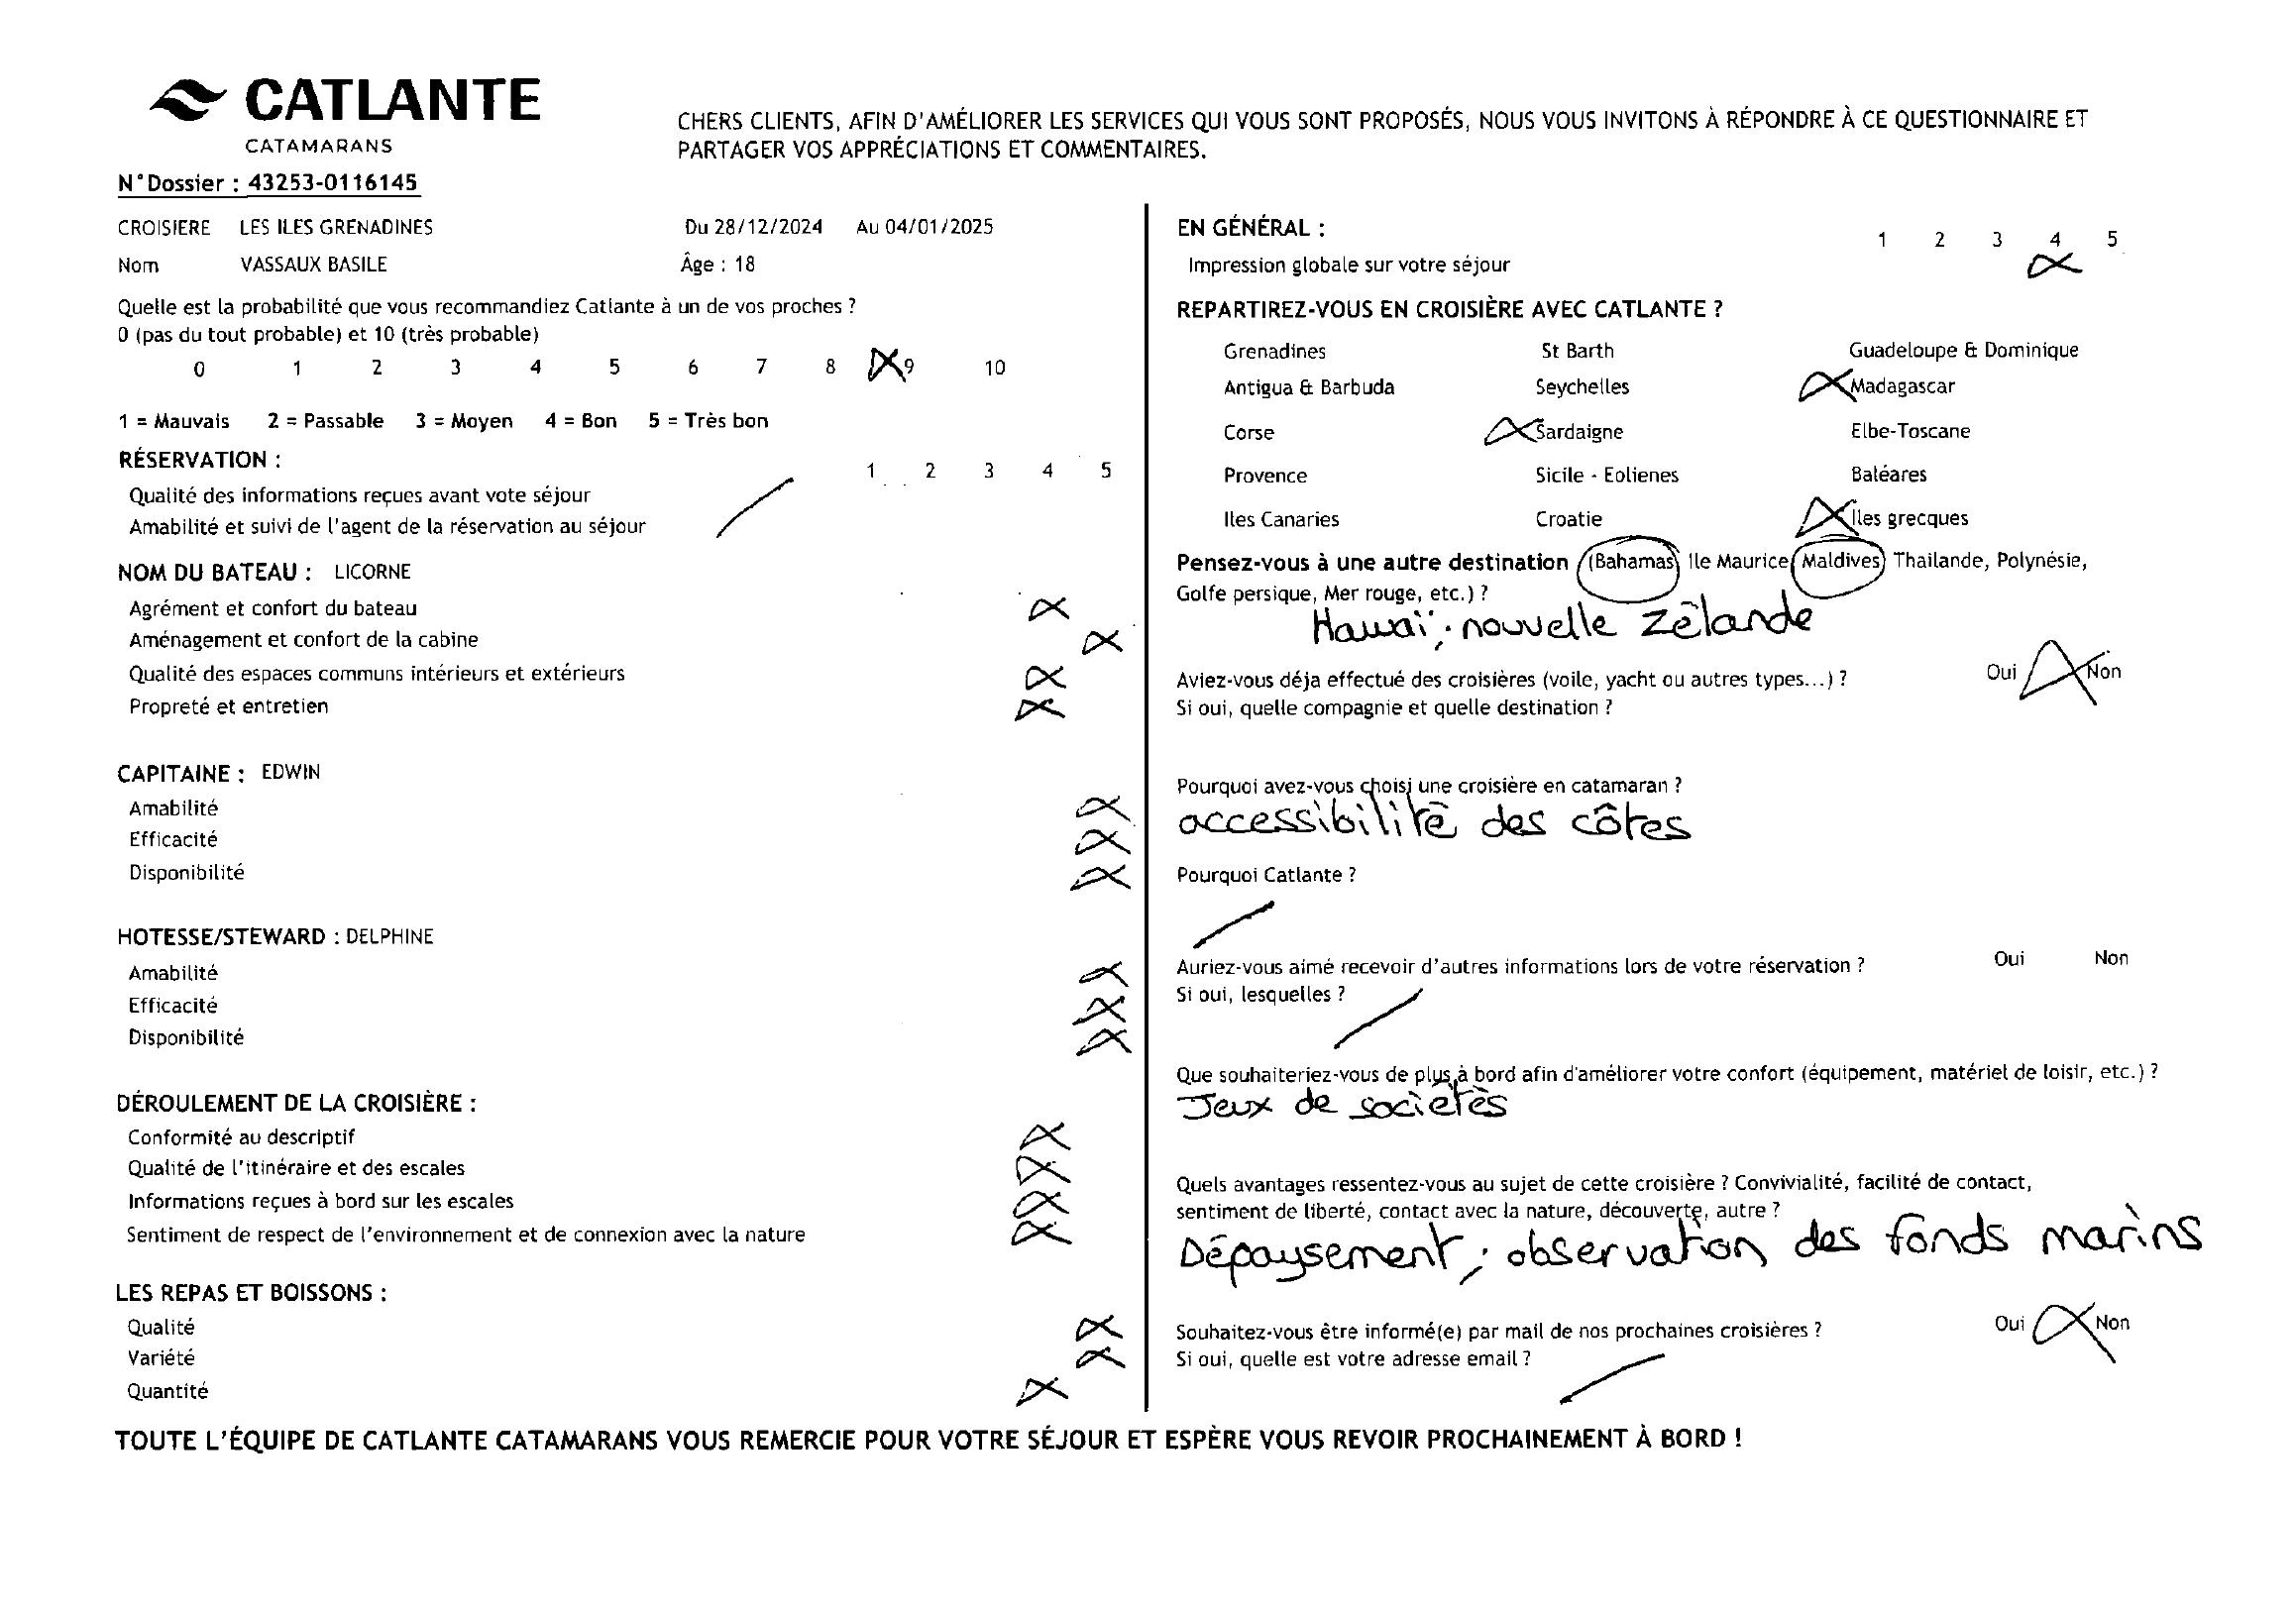 CATLANTE
CATAMARANS
CHERS CLIENTS, AFIN D'AMÉLIORER LES SERVICES QUI VOUS SONT PROPOSÉS, NOUS VOUS INVITONS À RÉPONDRE À CE QUESTIONNAIRE ET
PARTAGER VOS APPRÉCIATIONS ET COMMENTAIRES.
N°Dossier : 43253-0116145
CROISIERE LES ILES GRENADINES Du 28/12/2024 Au 04/01/2025
Nom VASSAUX BASILE Âge : 18
Quelle est la probabilité que vous recommandiez Catlante à un de vos proches ?
0 (pas du tout probable) et 10 (très probable)
0 1 2 3 4 5 6 7 8 9 10
1 = Mauvais 2 = Passable 3 = Moyen 4 = Bon 5 = Très bon
RÉSERVATION :
1 2 3 4 5
Qualité des informations reçues avant vote séjour
Amabilité et suivi de l'agent de la réservation au séjour
NOM DU BATEAU : LICORNE
Agrément et confort du bateau
Aménagement et confort de la cabine
Qualité des espaces communs intérieurs et extérieurs
Propreté et entretien
CAPITAINE : EDWIN
Amabilité
Efficacité
Disponibilité
HOTESSE/STEWARD : DELPHINE
Amabilité
Efficacité
Disponibilité
DÉROULEMENT DE LA CROISIÈRE :
Conformité au descriptif
Qualité de l'itinéraire et des escales
Informations reçues à bord sur les escales
Sentiment de respect de l'environnement et de connexion avec la nature
LES REPAS ET BOISSONS :
Qualité
Variété
Quantité
EN GÉNÉRAL :
1 2 3 4 5
Impression globale sur votre séjour
REPARTIREZ-VOUS EN CROISIÈRE AVEC CATLANTE ?
Grenadines St Barth Guadeloupe & Dominique
Antigua & Barbuda Seychelles Madagascar
Corse Sardaigne Elbe-Toscane
Provence Sicile - Eolienes Baléares
Iles Canaries Croatie Iles grecques
Pensez-vous à une autre destination (Bahamas, Ile Maurice, Maldives, Thailande, Polynésie,
Golfe persique, Mer rouge, etc.) ?
Hawaï ; nouvelle zélande
Aviez-vous déja effectué des croisières (voile, yacht ou autres types...) ? Oui Non
Si oui, quelle compagnie et quelle destination ?
Pourquoi avez-vous choisi une croisière en catamaran ?
accessibilité des côtes
Pourquoi Catlante ?
Auriez-vous aimé recevoir d'autres informations lors de votre réservation ? Oui Non
Si oui, lesquelles ?
Que souhaiteriez-vous de plus à bord afin d'améliorer votre confort (équipement, matériel de loisir, etc.) ?
Jeux de sociétés
Quels avantages ressentez-vous au sujet de cette croisière ? Convivialité, facilité de contact,
sentiment de liberté, contact avec la nature, découverte, autre ?
Dépaysement ; observation des fonds marins
Souhaitez-vous être informé(e) par mail de nos prochaines croisières ? Oui Non
Si oui, quelle est votre adresse email ?
TOUTE L'ÉQUIPE DE CATLANTE CATAMARANS VOUS REMERCIE POUR VOTRE SÉJOUR ET ESPÈRE VOUS REVOIR PROCHAINEMENT À BORD !